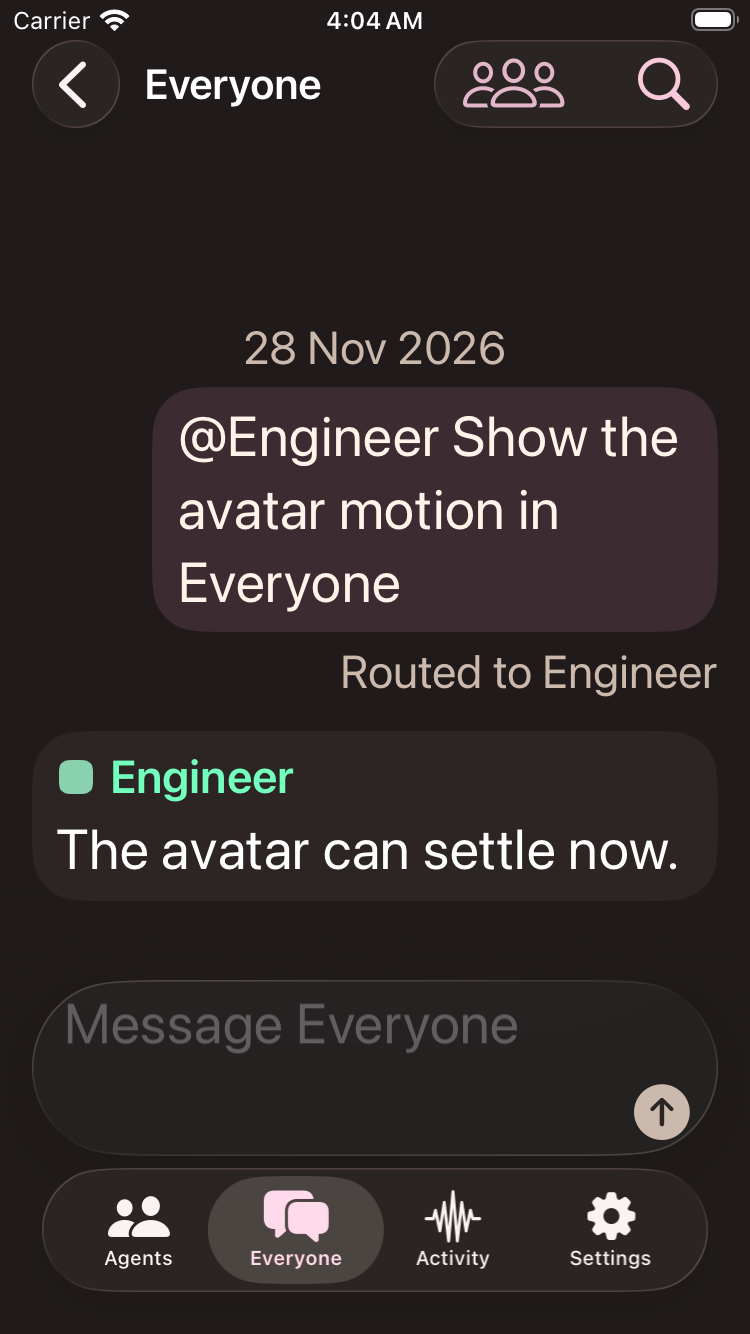 Carrier
4:04 AM
Everyone
28 Nov 2026
@Engineer Show the
avatar motion in
Everyone
Routed to Engineer
Engineer
The avatar can settle now.
Message Everyone
Agents
Everyone
Activity
Settings